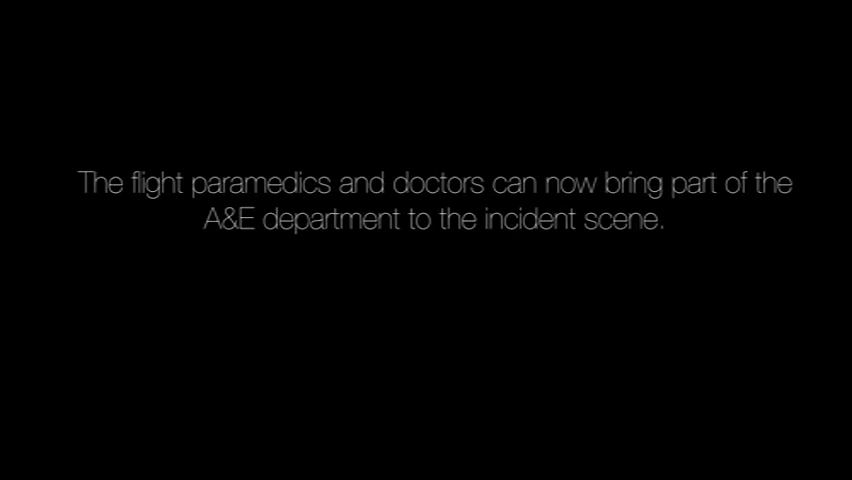 The flight paramedics and doctors can now bring part of the
A&E department to the incident scene.